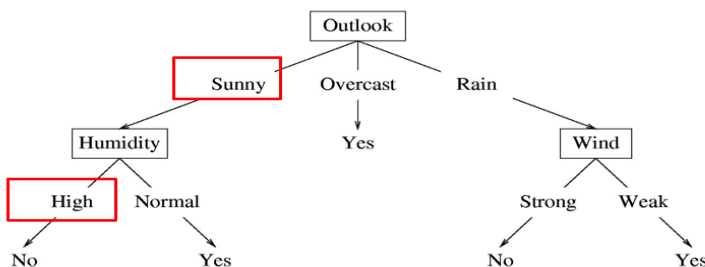 Outlook
Sunny Overcast Rain
Humidity Yes Wind
High Normal Strong Weak
No Yes No Yes